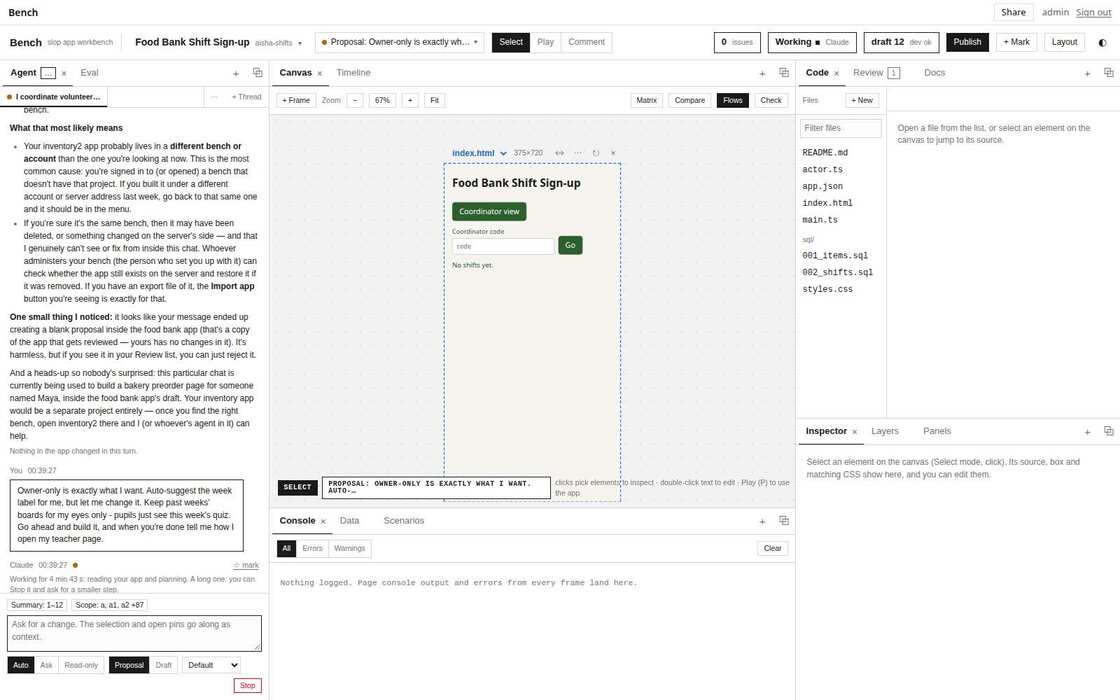 Bench
Share admin Sign out
Bench slop app workbench Food Bank Shift Sign-up aisha-shifts Proposal: Owner-only is exactly wh… Select Play Comment 0 issues Working Claude draft 12 dev ok Publish + Mark Layout
Agent … × Eval +
I coordinate volunteer… … + Thread
bench.
What that most likely means
Your inventory2 app probably lives in a different bench or
account than the one you're looking at now. This is the most
common cause: you're signed in to (or opened) a bench that
doesn't have that project. If you built it under a different
account or server address last week, go back to that same one
and it should be in the menu.
If you're sure it's the same bench, then it may have been
deleted, or something changed on the server's side — and that
I genuinely can't see or fix from inside this chat. Whoever
administers your bench (the person who set you up with it) can
check whether the app still exists on the server and restore it if
it was removed. If you have an export file of it, the Import app
button you're seeing is exactly for that.
One small thing I noticed: it looks like your message ended up
creating a blank proposal inside the food bank app (that's a copy
of the app that gets reviewed — yours has no changes in it). It's
harmless, but if you see it in your Review list, you can just reject it.
And a heads-up so nobody's surprised: this particular chat is
currently being used to build a bakery preorder page for someone
named Maya, inside the food bank app's draft. Your inventory app
would be a separate project entirely — once you find the right
bench, open inventory2 there and I (or whoever's agent in it) can
help.
Nothing in the app changed in this turn.
You 00:39:27
Owner-only is exactly what I want. Auto-suggest the week
label for me, but let me change it. Keep past weeks'
boards for my eyes only - pupils just see this week's quiz.
Go ahead and build it, and when you're done tell me how I
open my teacher page.
Claude 00:39:27 ☆ mark
Working for 4 min 43 s: reading your app and planning. A long one: you can
Stop it and ask for a smaller step.
Summary: 1–12 Scope: a, a1, a2 +87
Ask for a change. The selection and open pins go along as
context.
Auto Ask Read-only Proposal Draft Default
Stop
Canvas × Timeline +
+ Frame Zoom − 67% + Fit Matrix Compare Flows Check
index.html 375×720 ⇔ ⋯ ↻ ×
Food Bank Shift Sign-up
Coordinator view
Coordinator code
code Go
No shifts yet.
SELECT PROPOSAL: OWNER-ONLY IS EXACTLY WHAT I WANT.
AUTO-…
clicks pick elements to inspect · double-click text to edit · Play (P) to use
the app
Console × Data Scenarios +
All Errors Warnings Clear
Nothing logged. Page console output and errors from every frame land here.
Code × Review 1 Docs +
Files + New
Filter files
README.md
actor.ts
app.json
index.html
main.ts
sql/
001_items.sql
002_shifts.sql
styles.css
Open a file from the list, or select an element on the
canvas to jump to its source.
Inspector × Layers Panels +
Select an element on the canvas (Select mode, click). Its source, box and
matching CSS show here, and you can edit them.